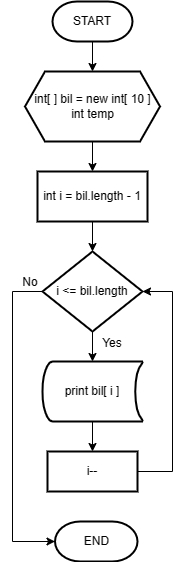 START
int[ ] bil = new int[ 10 ]
int temp
int i = bil.length - 1
i <= bil.length
No
Yes
print bil[ i ]
i--
END